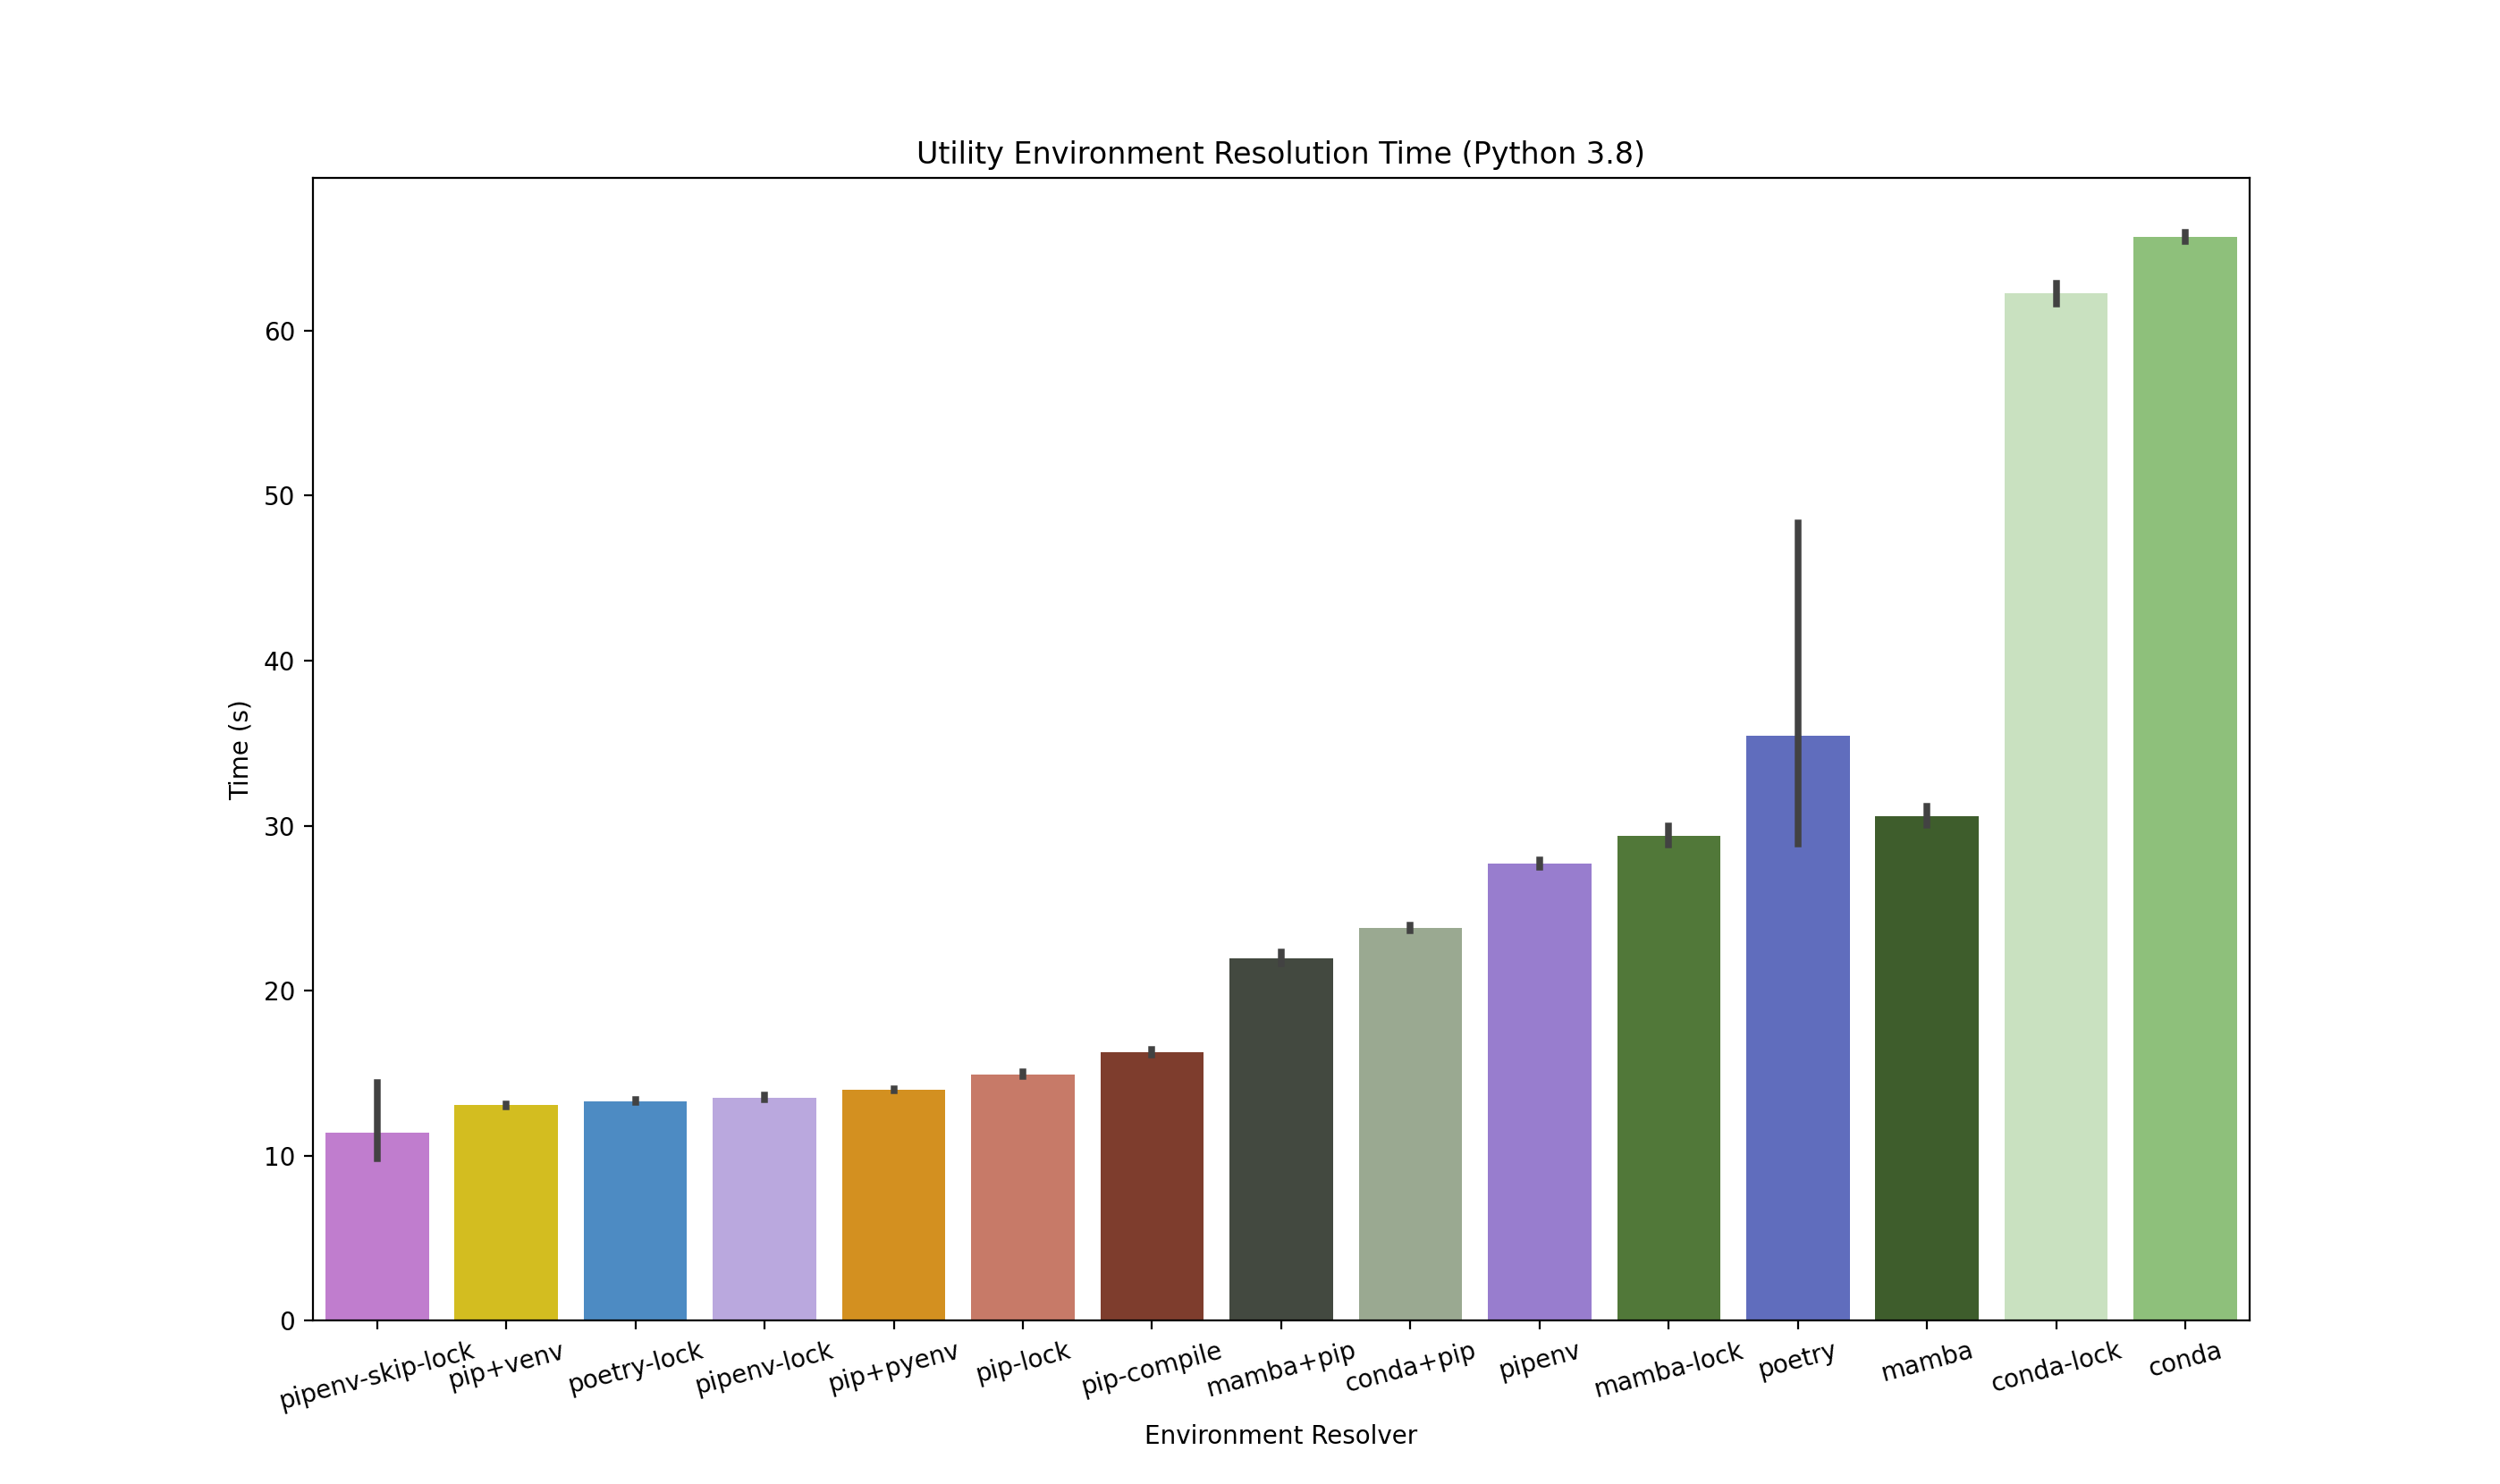 Utility Environment Resolution Time (Python 3.8)
Time (s)
60
50
40
30
20
10
0
pipenv-skip-lock
pip+venv
poetry-lock
pipenv-lock
pip+pyenv
pip-lock
pip-compile
mamba+pip
conda+pip
pipenv
mamba-lock
poetry
mamba
conda-lock
conda
Environment Resolver